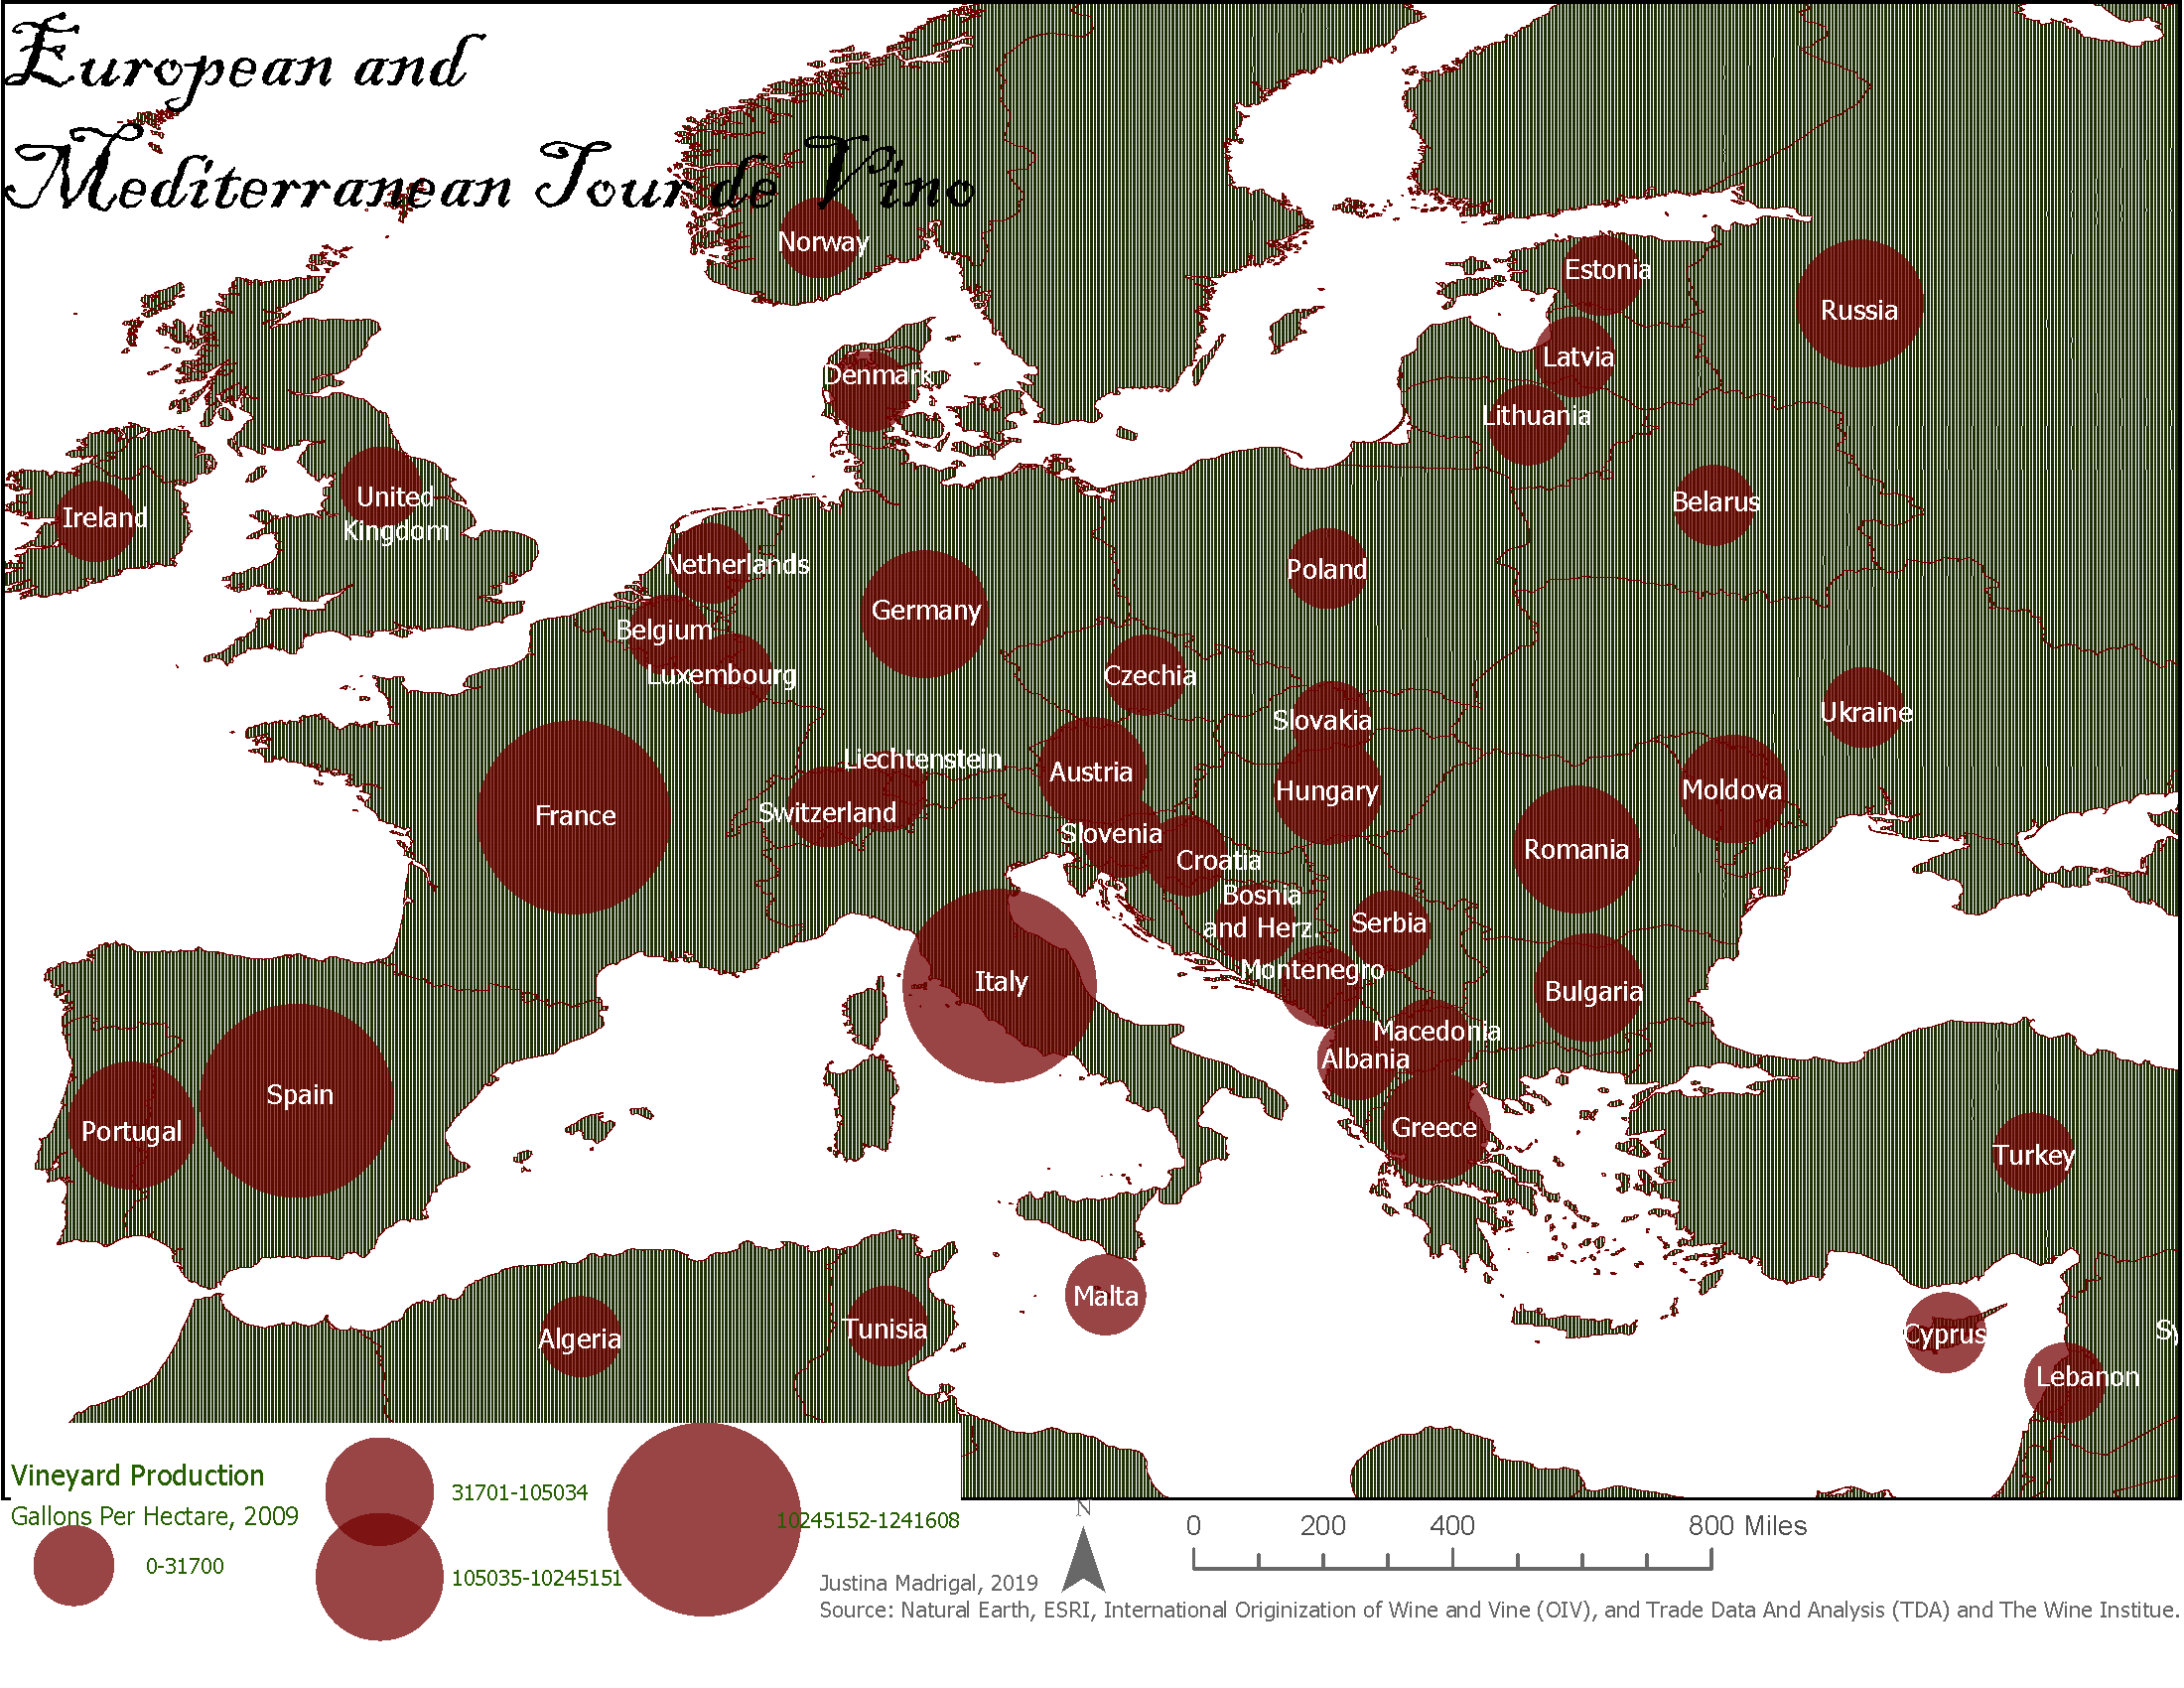 European and
Mediterranean Tour de Vino
Norway
Estonia
Russia
Latvia
Denmark
Lithuania
United
Kingdom
Ireland
Belarus
Netherlands
Poland
Germany
Belgium
Luxembourg
Czechia
Slovakia
Ukraine
Liechtenstein
Austria
Hungary
Moldova
France
Switzerland
Slovenia
Croatia
Romania
Bosnia
and Herz.
Serbia
Montenegro
Italy
Bulgaria
Macedonia
Albania
Spain
Portugal
Greece
Turkey
Malta
Algeria
Tunisia
Cyprus
Sy
Lebanon
Vineyard Production
Gallons Per Hectare, 2009
0-31700
31701-105034
105035-10245151
10245152-1241608
N
0 200 400 800 Miles
Justina Madrigal, 2019
Source: Natural Earth, ESRI, International Originization of Wine and Vine (OIV), and Trade Data And Analysis (TDA) and The Wine Institue.